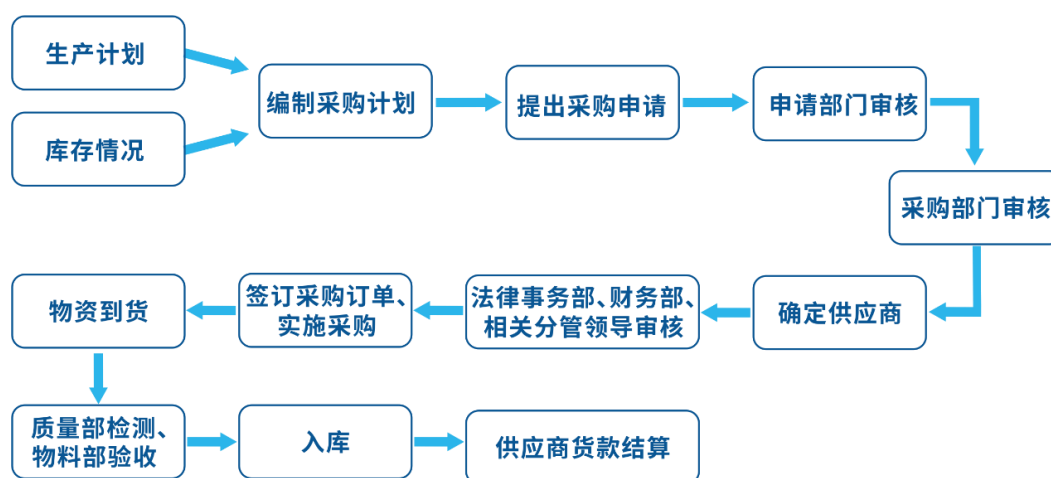 生产计划
库存情况
编制采购计划
提出采购申请
申请部门审核
采购部门审核
确定供应商
法律事务部、财务部、
相关分管领导审核
签订采购订单、
实施采购
物资到货
质量部检测、
物料部验收
入库
供应商货款结算